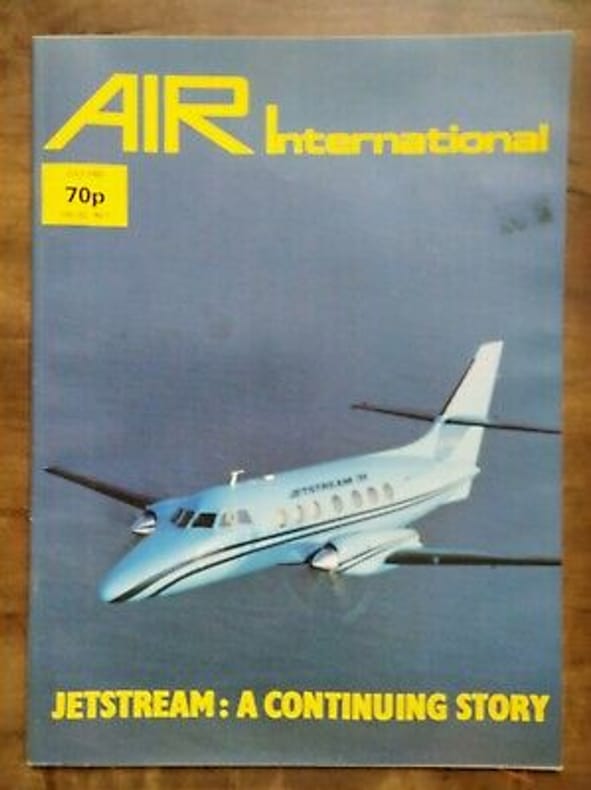 AIR International
70p
JETSTREAM 31
JETSTREAM: A CONTINUING STORY